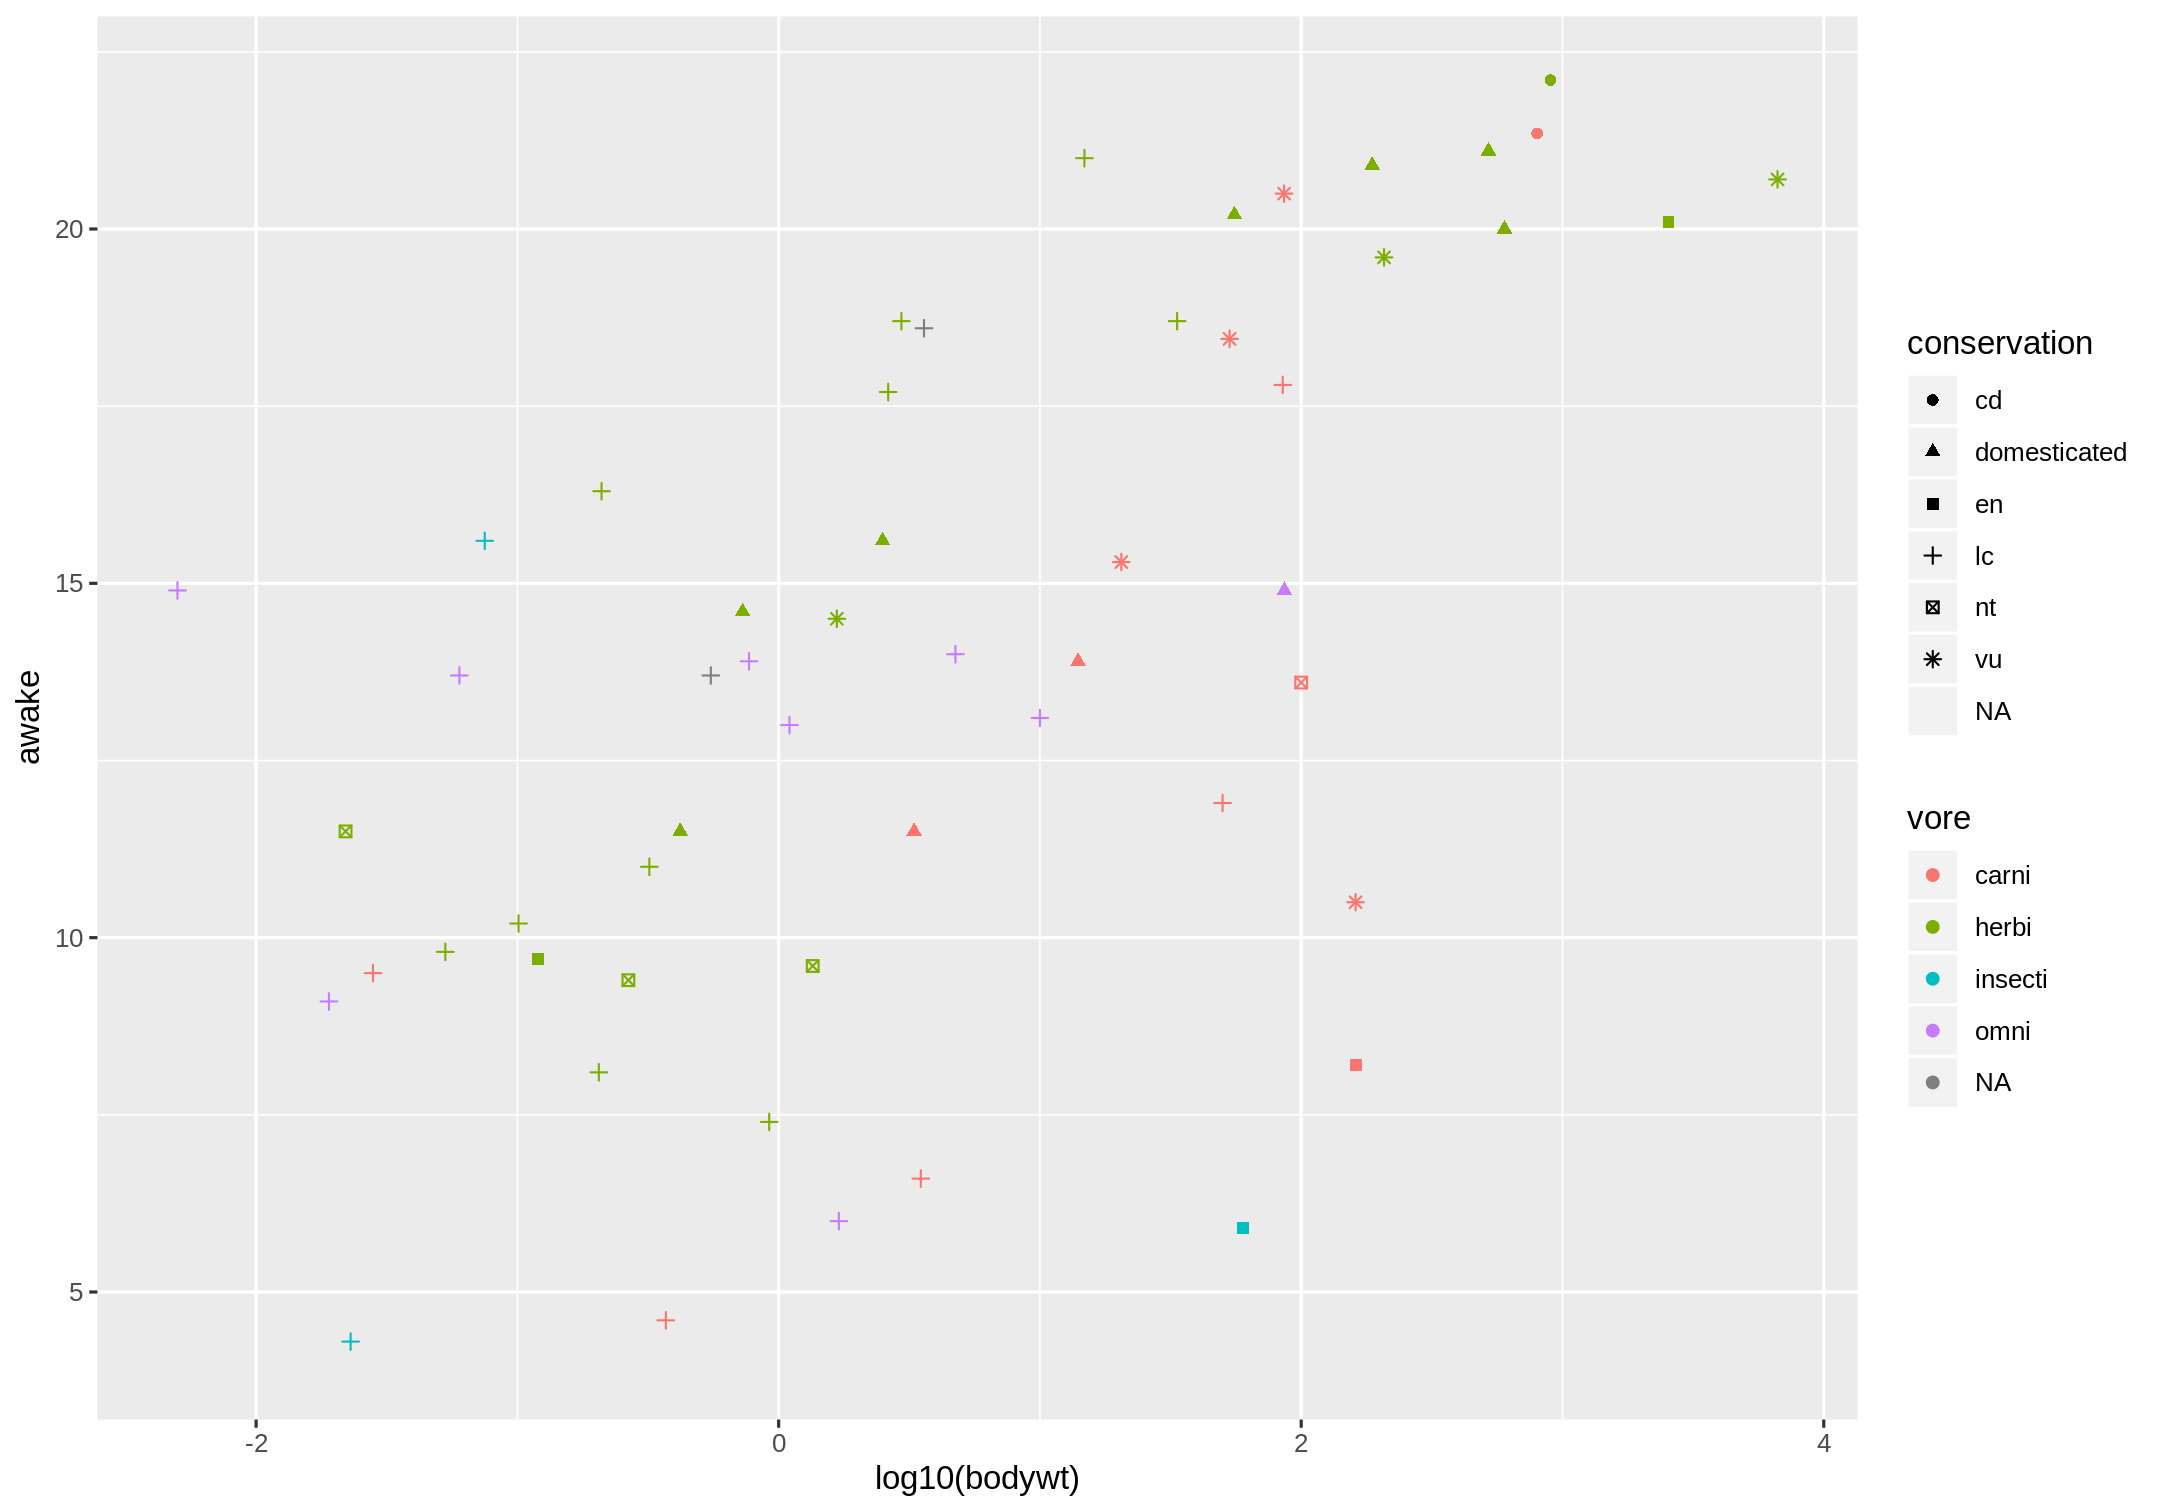 20
15
10
5
awake
-2
0
2
4
log10(bodywt)
conservation
cd
domesticated
en
lc
nt
vu
NA
vore
carni
herbi
insecti
omni
NA